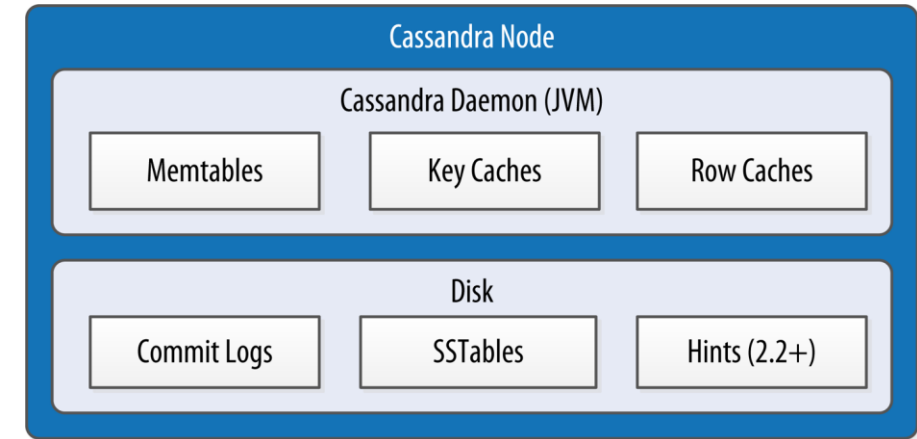 Cassandra Node
Cassandra Daemon (JVM)
Memtables
Key Caches
Row Caches
Disk
Commit Logs
SSTables
Hints (2.2+)